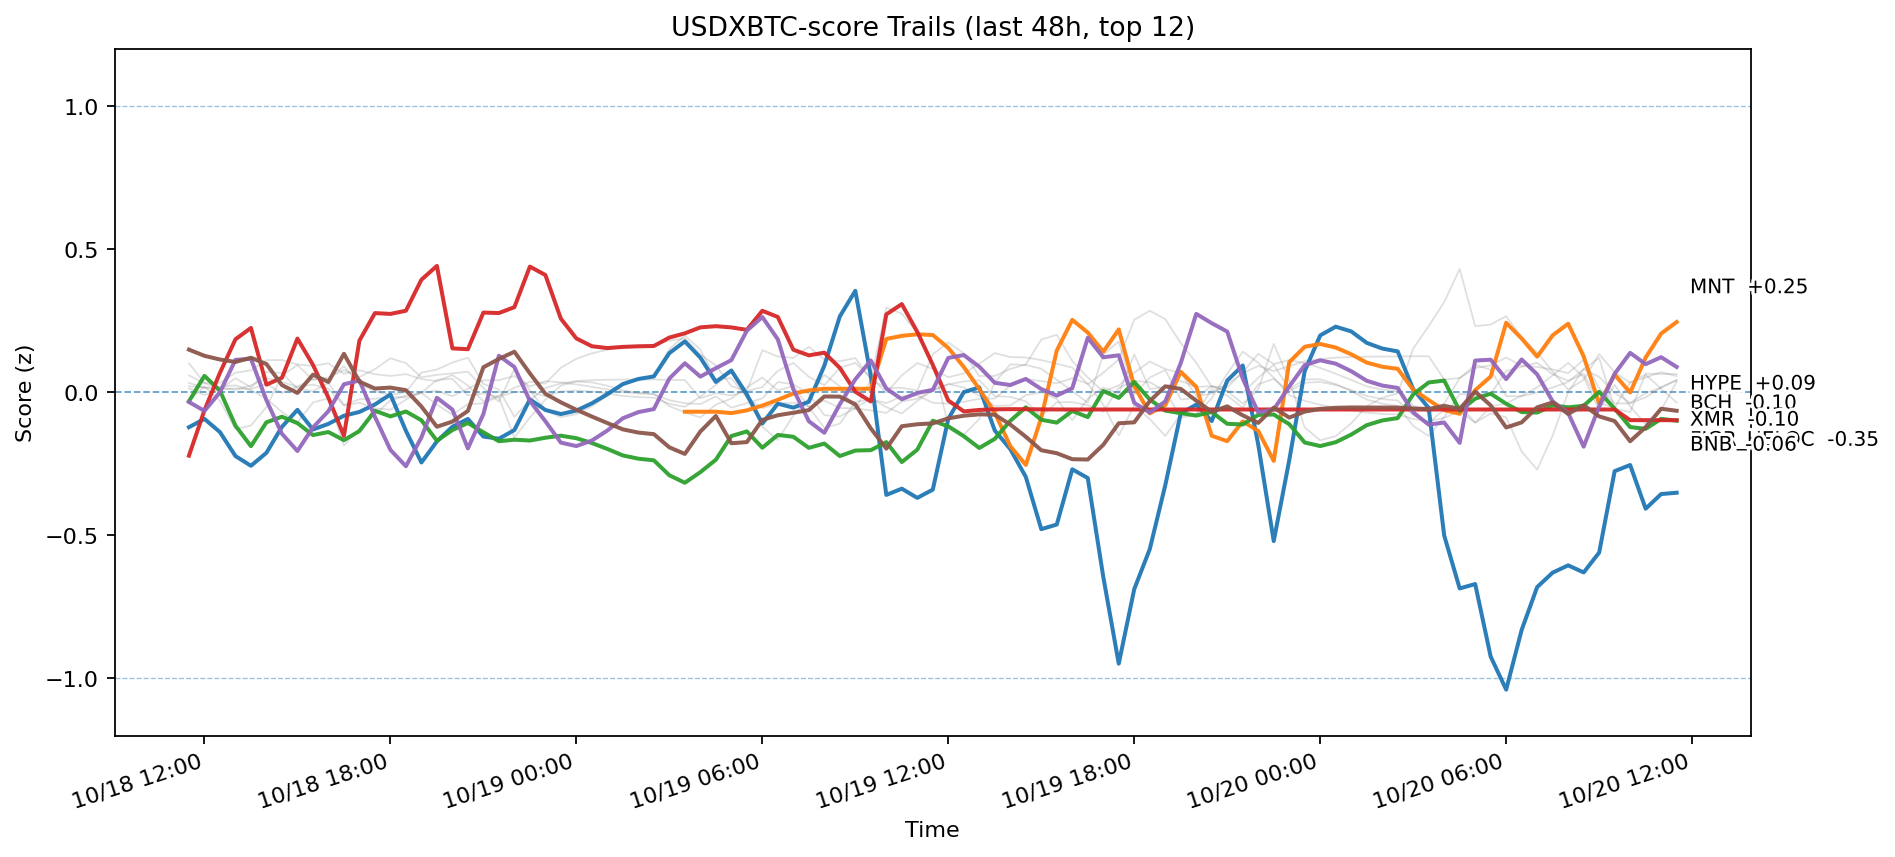 USDXBTC-score Trails (last 48h, top 12)
Score (z)
1.0
0.5
0.0
−0.5
−1.0
MNT +0.25
HYPE +0.09
BCH -0.10
XMR -0.10
C -0.35
BNB -0.06
10/18 12:00
10/18 18:00
10/19 00:00
10/19 06:00
10/19 12:00
10/19 18:00
10/20 00:00
10/20 06:00
10/20 12:00
Time